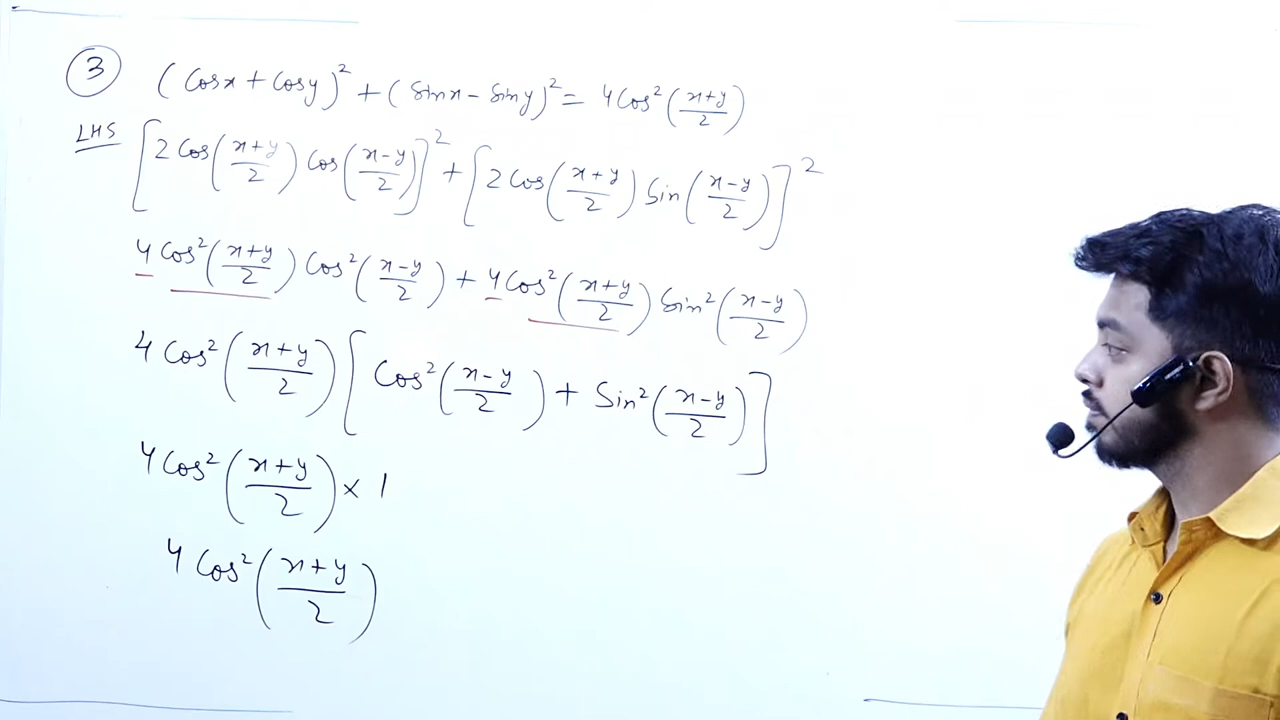 ③ (Cosx + Cosy)² + (Sinx - Siny)² = 4Cos²((x+y)/2)
LHS [2Cos((x+y)/2) Cos((x-y)/2)]² + [2Cos((x+y)/2) Sin((x-y)/2)]²
4Cos²((x+y)/2) Cos²((x-y)/2) + 4Cos²((x+y)/2) Sin²((x-y)/2)
4Cos²((x+y)/2) [Cos²((x-y)/2) + Sin²((x-y)/2)]
4Cos²((x+y)/2) × 1
4Cos²((x+y)/2)